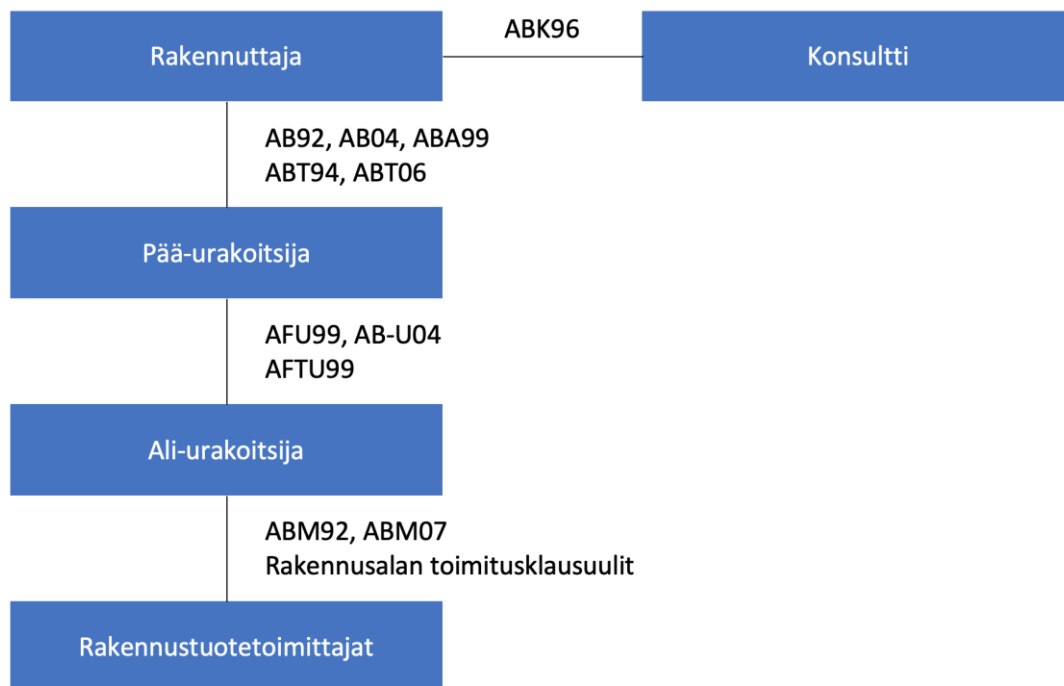 Rakennuttaja
ABK96
Konsultti
AB92, AB04, ABA99
ABT94, ABT06
Pää-urakoitsija
AFU99, AB-U04
AFTU99
Ali-urakoitsija
ABM92, ABM07
Rakennusalan toimitusklausuulit
Rakennustuotetoimittajat